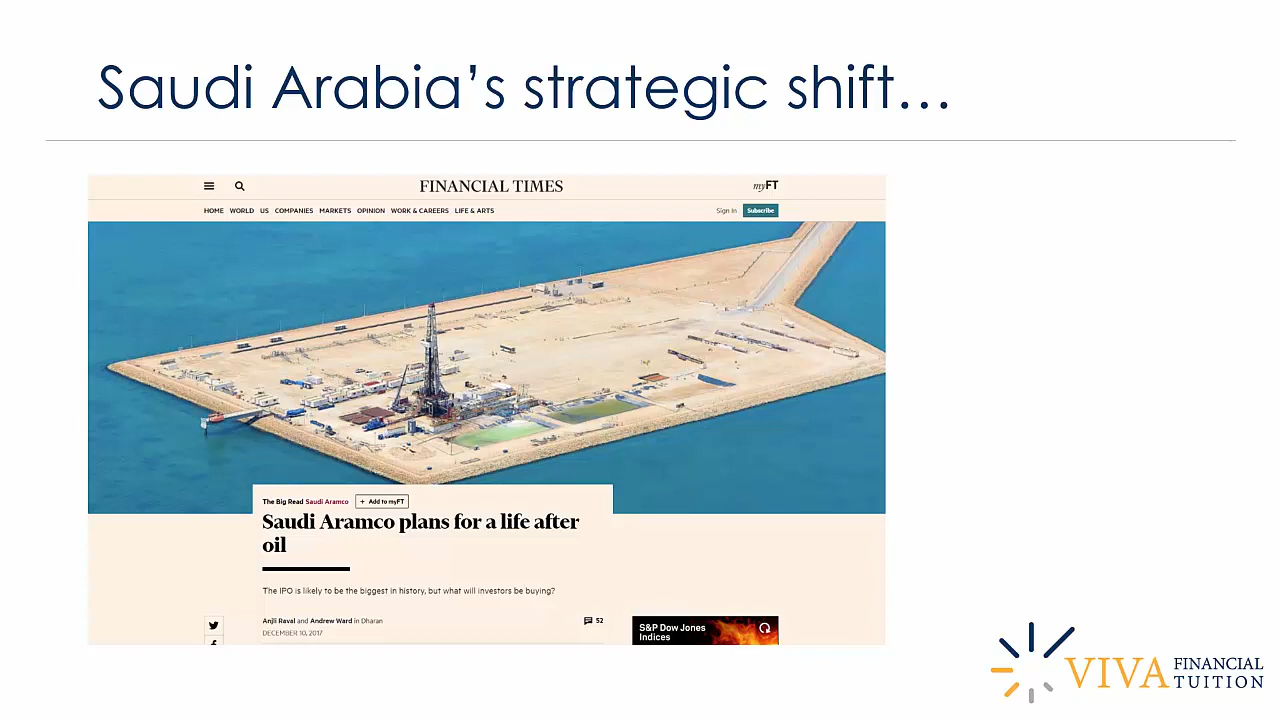 Saudi Arabia's strategic shift…
FINANCIAL TIMES
myFT
HOME WORLD US COMPANIES MARKETS OPINION WORK & CAREERS LIFE & ARTS
Sign In Subscribe
The Big Read Saudi Aramco + Add to myFT
Saudi Aramco plans for a life after
oil
The IPO is likely to be the biggest in history, but what will investors be buying?
Anjli Raval and Andrew Ward in Dharan
52
DECEMBER 10, 2017
S&P Dow Jones
Indices
VIVA FINANCIAL
TUITION